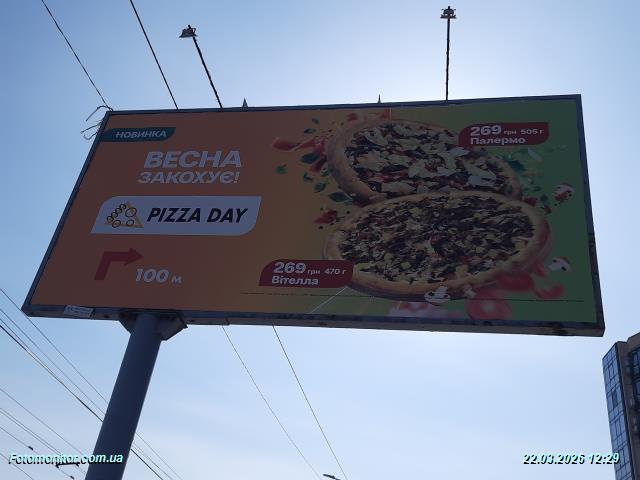 НОВИНКА
ВЕСНА
ЗАКОХУЄ!
PIZZA DAY
100 м
269 грн 505 г
Палермо
269 грн 470 г
Вітелла
Fotomonitor.com.ua
22.03.2026 12:29